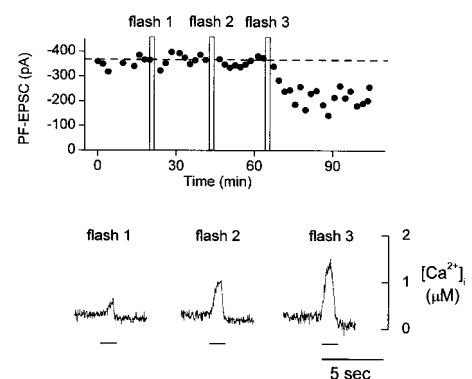 flash 1 flash 2 flash 3
-400
-300
-200
-100
0
PF-EPSC (pA)
0 30 60 90
Time (min)
flash 1 flash 2 flash 3
2
1
0
[Ca2+]i
(μM)
5 sec